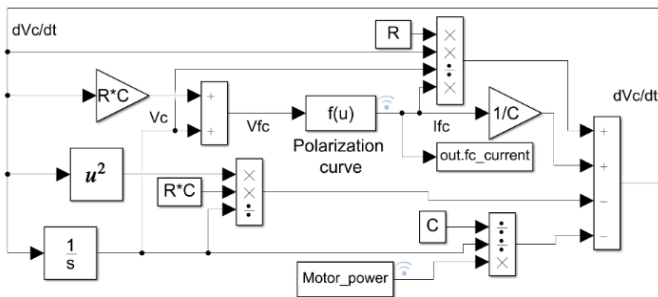 dVc/dt
R
×
×
÷
×
dVc/dt
R*C
Vc
+
+
Vfc
f(u)
Ifc
1/C
Polarization
curve
out.fc_current
+
+
−
−
u²
R*C
×
×
÷
C
÷
÷
×
1
s
Motor_power